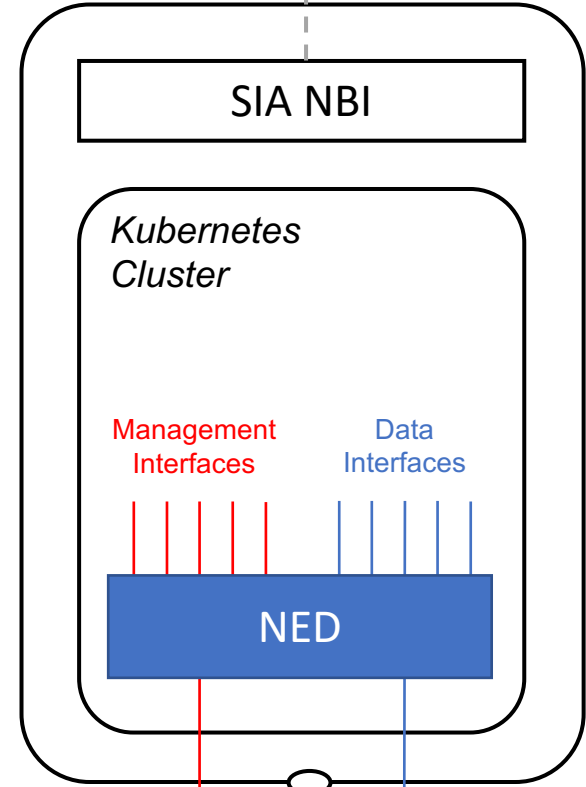 SIA NBI
Kubernetes
Cluster
Management
Interfaces
Data
Interfaces
NED